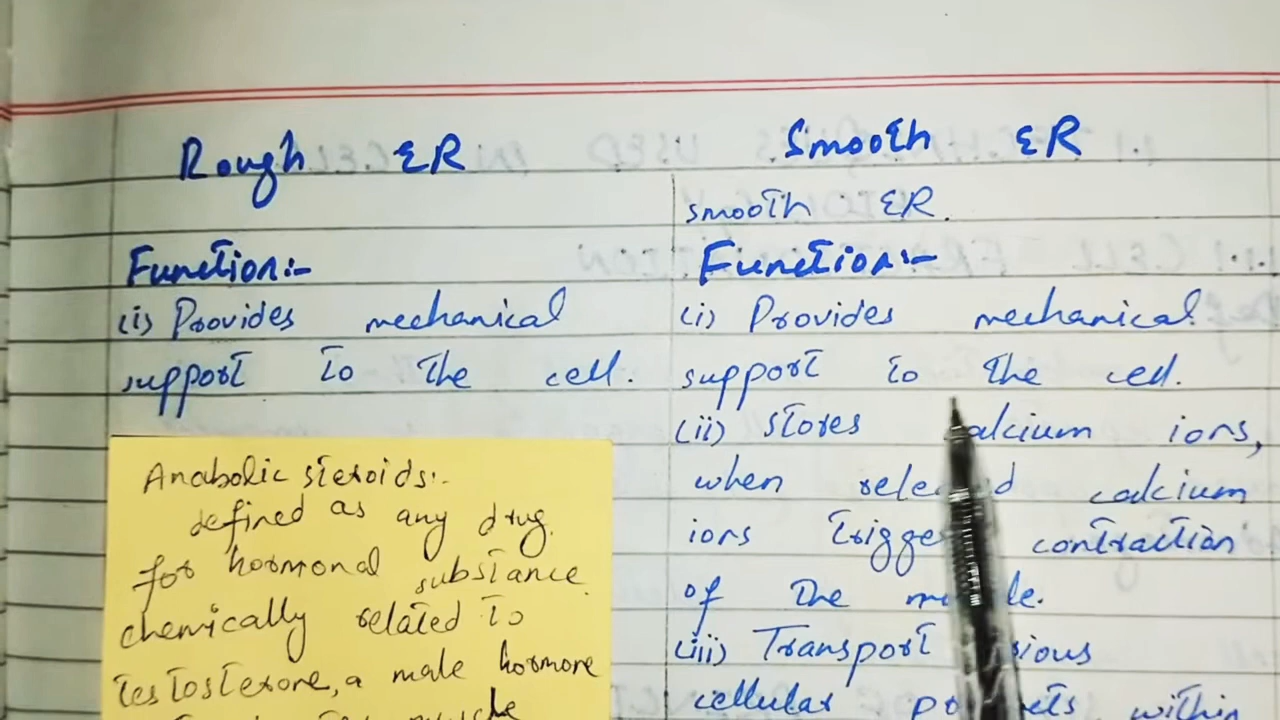 Rough ER
Function:-
(i) Provides mechanical
support to the cell.
Anabolic steroids:-
defined as any drug
for hormonal substance
chemically related to
testosterone, a male hormone
muscle
Smooth ER
smooth ER.
Function:-
(i) Provides mechanical
support to the cell.
(ii) Stores calcium ions,
when released calcium
ions trigger contraction
of the
(iii) Transport
cellular within